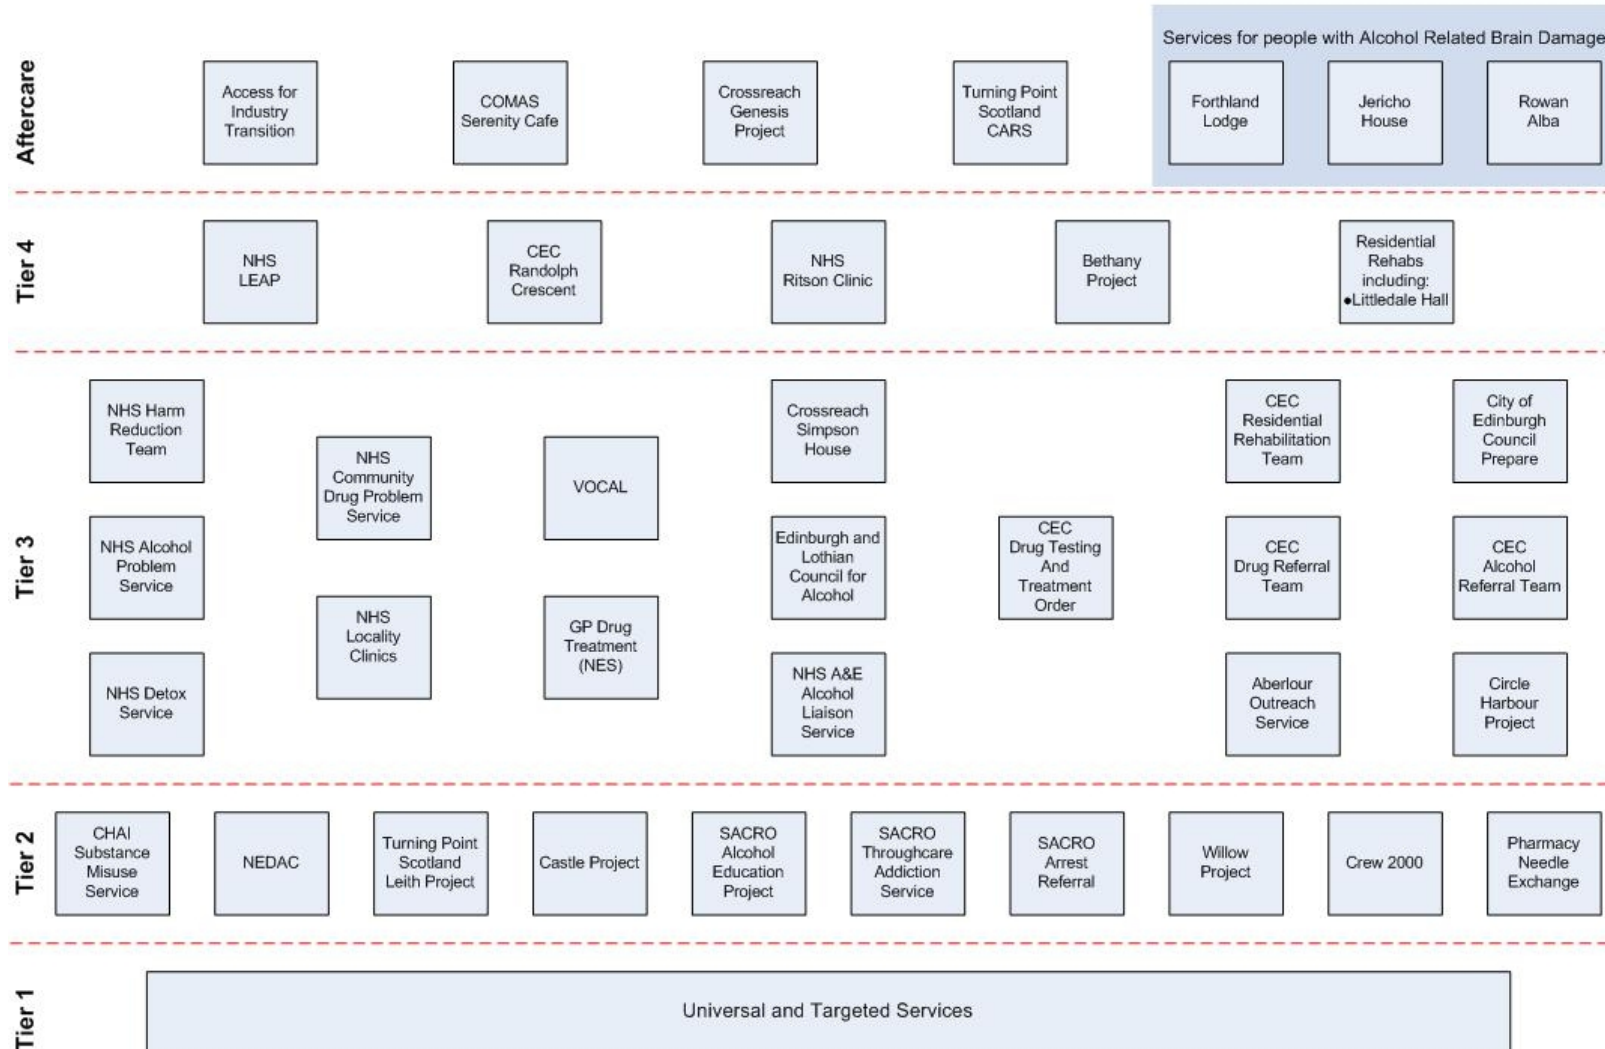 Aftercare
Services for people with Alcohol Related Brain Damage
Access for
Industry
Transition
COMAS
Serenity Cafe
Crossreach
Genesis
Project
Turning Point
Scotland
CARS
Forthland
Lodge
Jericho
House
Rowan
Alba
Tier 4
NHS
LEAP
CEC
Randolph
Crescent
NHS
Ritson Clinic
Bethany
Project
Residential
Rehabs
including:
●Littledale Hall
Tier 3
NHS Harm
Reduction
Team
NHS Alcohol
Problem
Service
NHS Detox
Service
NHS
Community
Drug Problem
Service
NHS
Locality
Clinics
VOCAL
GP Drug
Treatment
(NES)
Crossreach
Simpson
House
Edinburgh and
Lothian
Council for
Alcohol
NHS A&E
Alcohol
Liaison
Service
CEC
Drug Testing
And
Treatment
Order
CEC
Residential
Rehabilitation
Team
CEC
Drug Referral
Team
Aberlour
Outreach
Service
City of
Edinburgh
Council
Prepare
CEC
Alcohol
Referral Team
Circle
Harbour
Project
Tier 2
CHAI
Substance
Misuse
Service
NEDAC
Turning Point
Scotland
Leith Project
Castle Project
SACRO
Alcohol
Education
Project
SACRO
Throughcare
Addiction
Service
SACRO
Arrest
Referral
Willow
Project
Crew 2000
Pharmacy
Needle
Exchange
Tier 1
Universal and Targeted Services